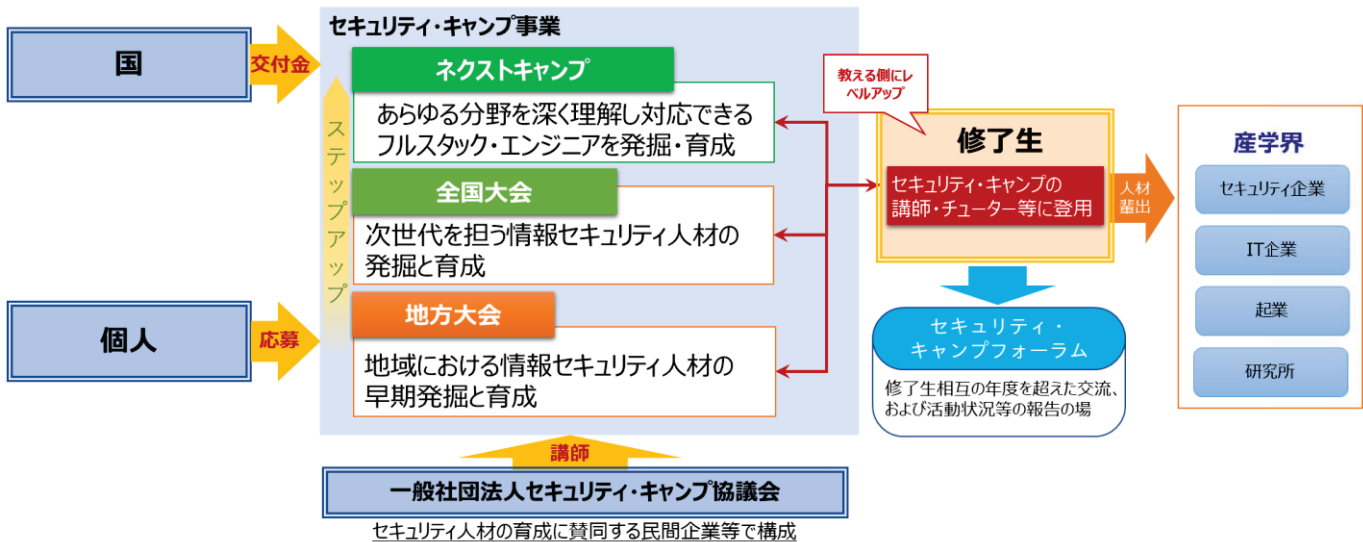 セキュリティ・キャンプ事業
国
交付金
ネクストキャンプ
あらゆる分野を深く理解し対応できる
フルスタック・エンジニアを発掘・育成
ステップアップ
全国大会
次世代を担う情報セキュリティ人材の
発掘と育成
個人
応募
地方大会
地域における情報セキュリティ人材の
早期発掘と育成
講師
一般社団法人セキュリティ・キャンプ協議会
セキュリティ人材の育成に賛同する民間企業等で構成
教える側にレ
ベルアップ
修了生
セキュリティ・キャンプの
講師・チューター等に登用
人材
輩出
セキュリティ・
キャンプフォーラム
修了生相互の年度を超えた交流、
および活動状況等の報告の場
産学界
セキュリティ企業
IT企業
起業
研究所